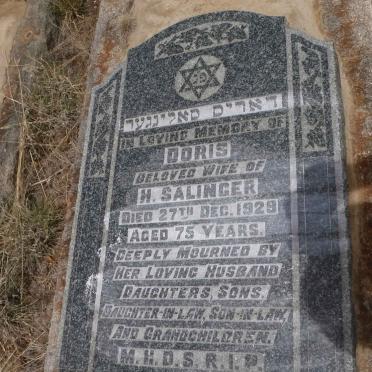 דאריס סאלינגער
IN LOVING MEMORY OF
DORIS
BELOVED WIFE OF
H. SALINGER
DIED 27TH DEC. 1929
AGED 75 YEARS.
DEEPLY MOURNED BY
HER LOVING HUSBAND
DAUGHTERS, SONS,
DAUGHTER-IN-LAW, SON-IN-LAW,
AND GRANDCHILDREN.
M.H.D.S.R.I.P.